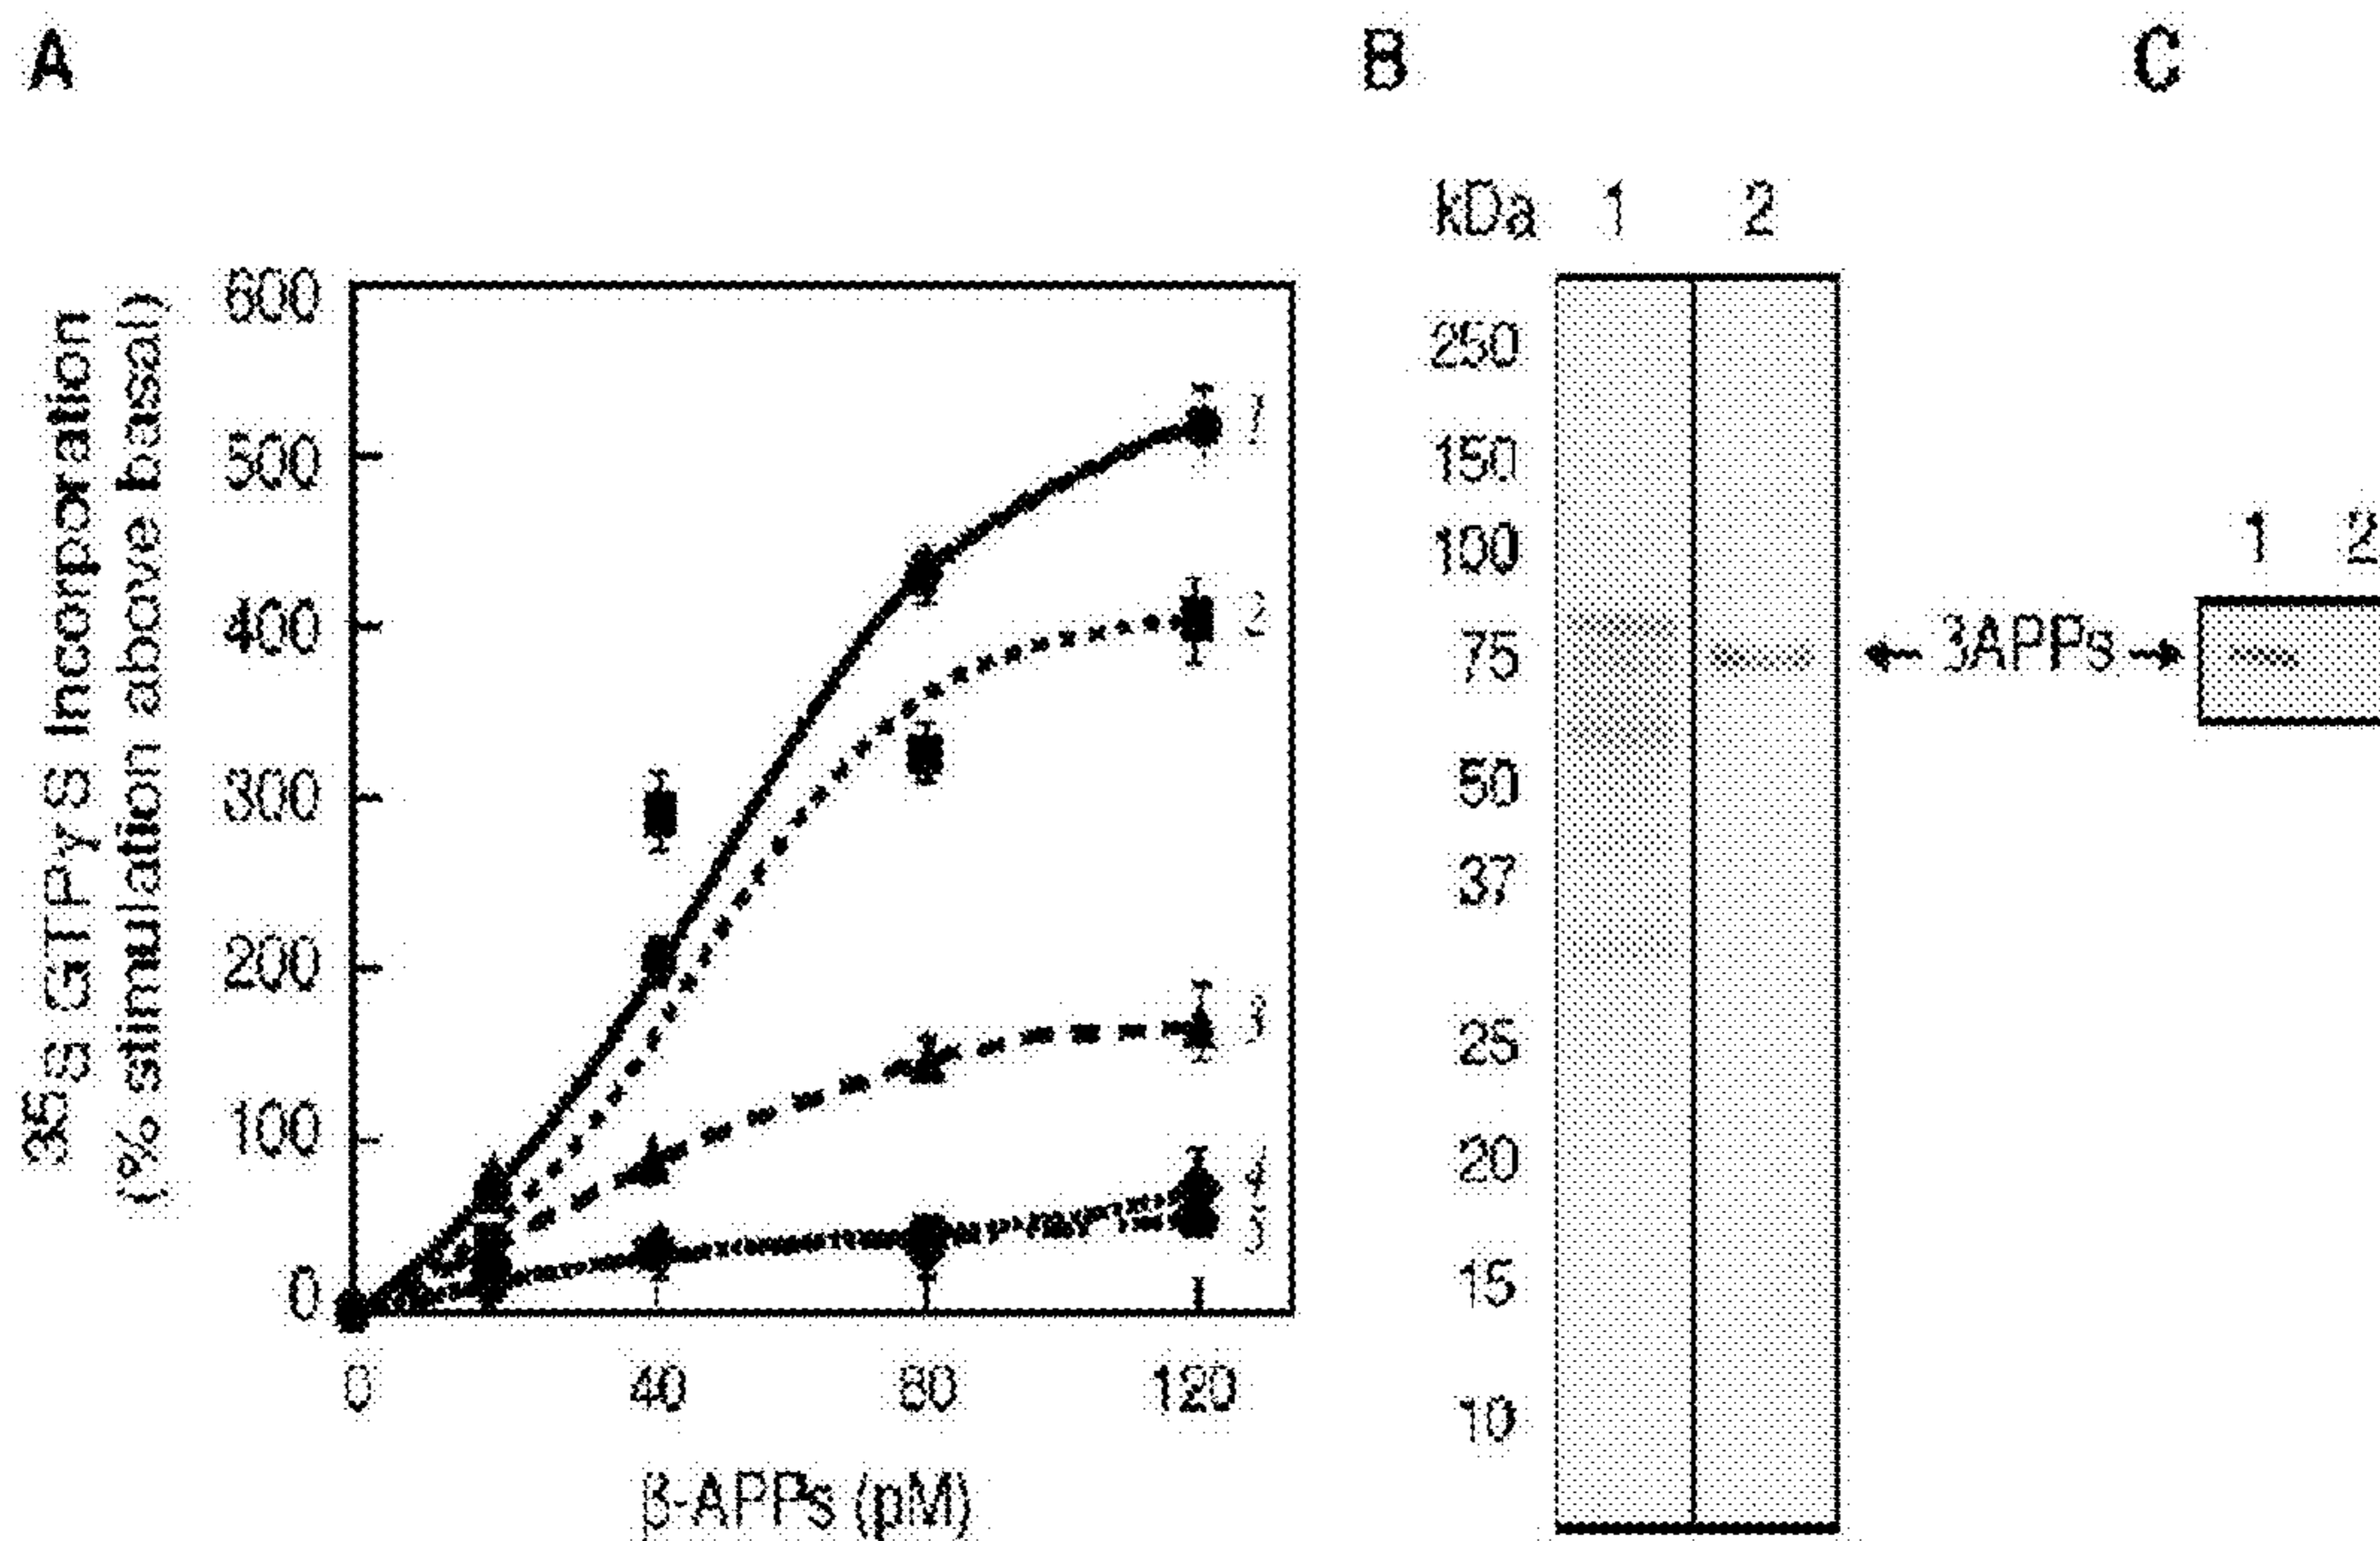 A
B
C
35S GTPγS Incorporation
(% stimulation above basal)
600
500
400
300
200
100
0
0 40 80 120
β-APPs (pM)
1
2
3
4
5
kDa 1 2
250
150
100
75
50
37
25
20
15
10
βAPPs
1 2